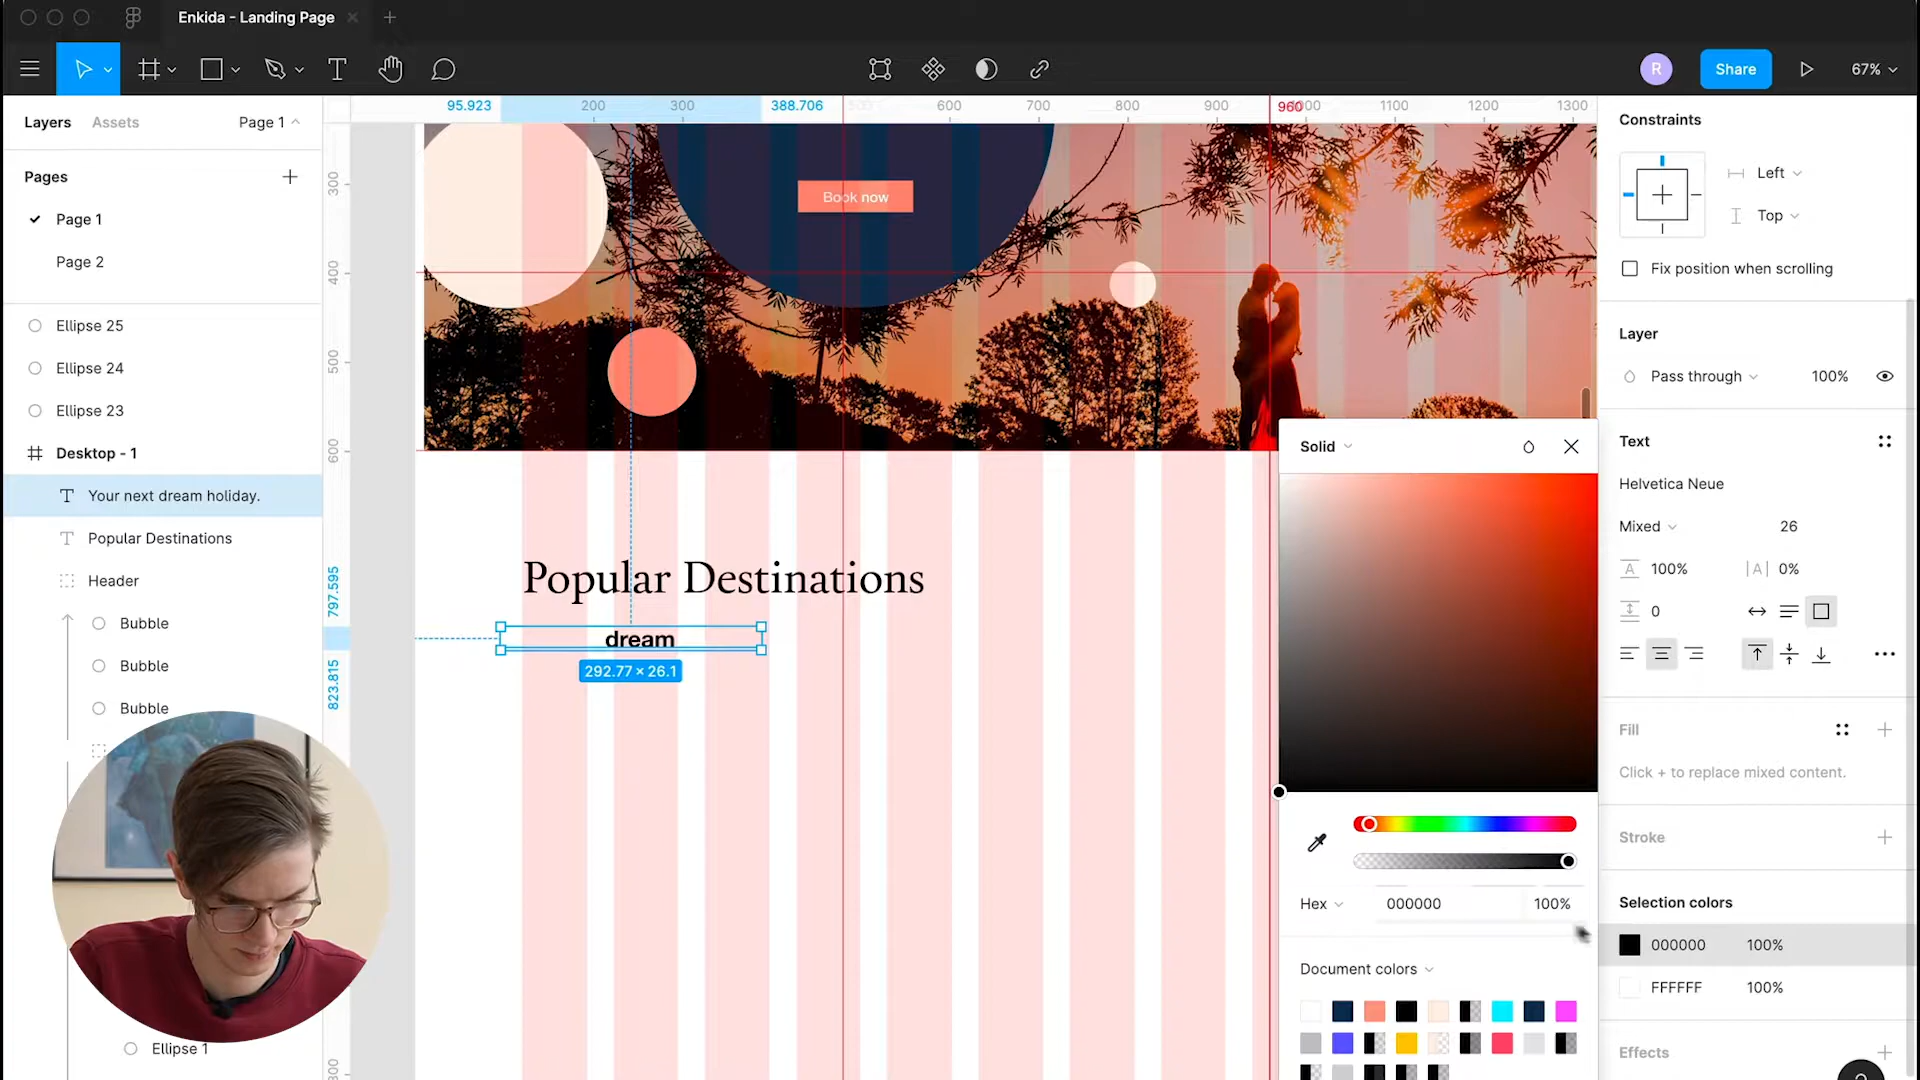 Enkida - Landing Page
Share
67%
Layers
Assets
Page 1
Pages
Page 1
Page 2
Ellipse 25
Ellipse 24
Ellipse 23
Desktop - 1
Your next dream holiday.
Popular Destinations
Header
Bubble
Bubble
Bubble
Ellipse 1
95.923
200
300
388.706
600
700
800
900
960
1000
1100
1200
1300
300
400
500
600
797.595
823.815
Book now
Popular Destinations
dream
292.77 × 26.1
Solid
Hex
000000
100%
Document colors
Constraints
Left
Top
Fix position when scrolling
Layer
Pass through
100%
Text
Helvetica Neue
Mixed
26
100%
0%
0
Fill
Click + to replace mixed content.
Stroke
Selection colors
000000
100%
FFFFFF
100%
Effects
R